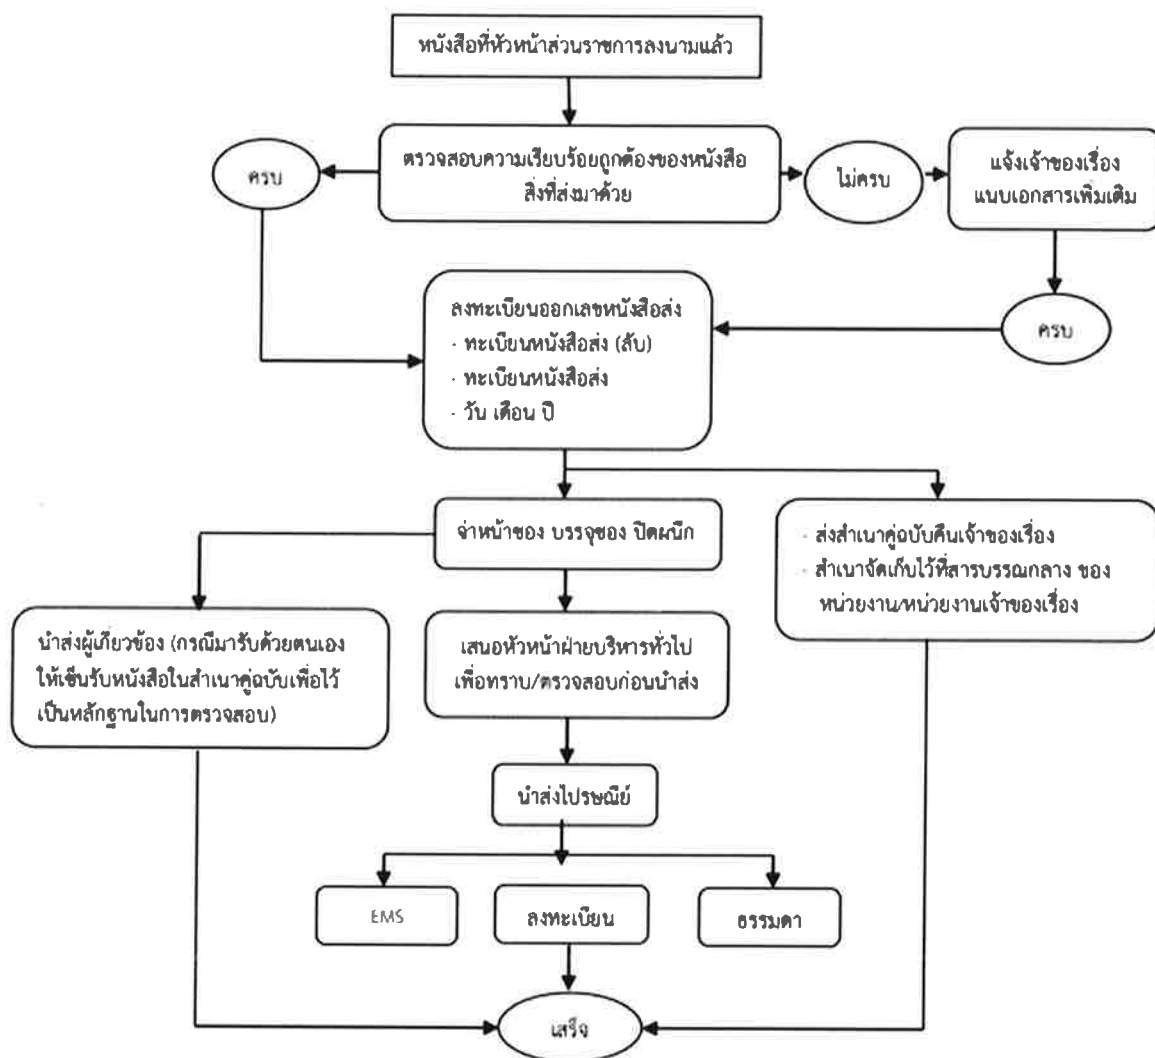 หนังสือที่หัวหน้าส่วนราชการลงนามแล้ว
ตรวจสอบความเรียบร้อยถูกต้องของหนังสือ
สิ่งที่ส่งมาด้วย
ครบ
ไม่ครบ
แจ้งเจ้าของเรื่อง
แนบเอกสารเพิ่มเติม
ครบ
ลงทะเบียนออกเลขหนังสือส่ง
- ทะเบียนหนังสือส่ง (ลับ)
- ทะเบียนหนังสือส่ง
- วัน เดือน ปี
จ่าหน้าซอง บรรจุซอง ปิดผนึก
- ส่งสำเนาคู่ฉบับคืนเจ้าของเรื่อง
- สำเนาจัดเก็บไว้ที่สารบรรณกลาง ของ
หน่วยงาน/หน่วยงานเจ้าของเรื่อง
นำส่งผู้เกี่ยวข้อง (กรณีมารับด้วยตนเอง
ให้เซ็นรับหนังสือในสำเนาคู่ฉบับเพื่อไว้
เป็นหลักฐานในการตรวจสอบ)
เสนอหัวหน้าฝ่ายบริหารทั่วไป
เพื่อทราบ/ตรวจสอบก่อนนำส่ง
นำส่งไปรษณีย์
EMS
ลงทะเบียน
ธรรมดา
เสร็จ